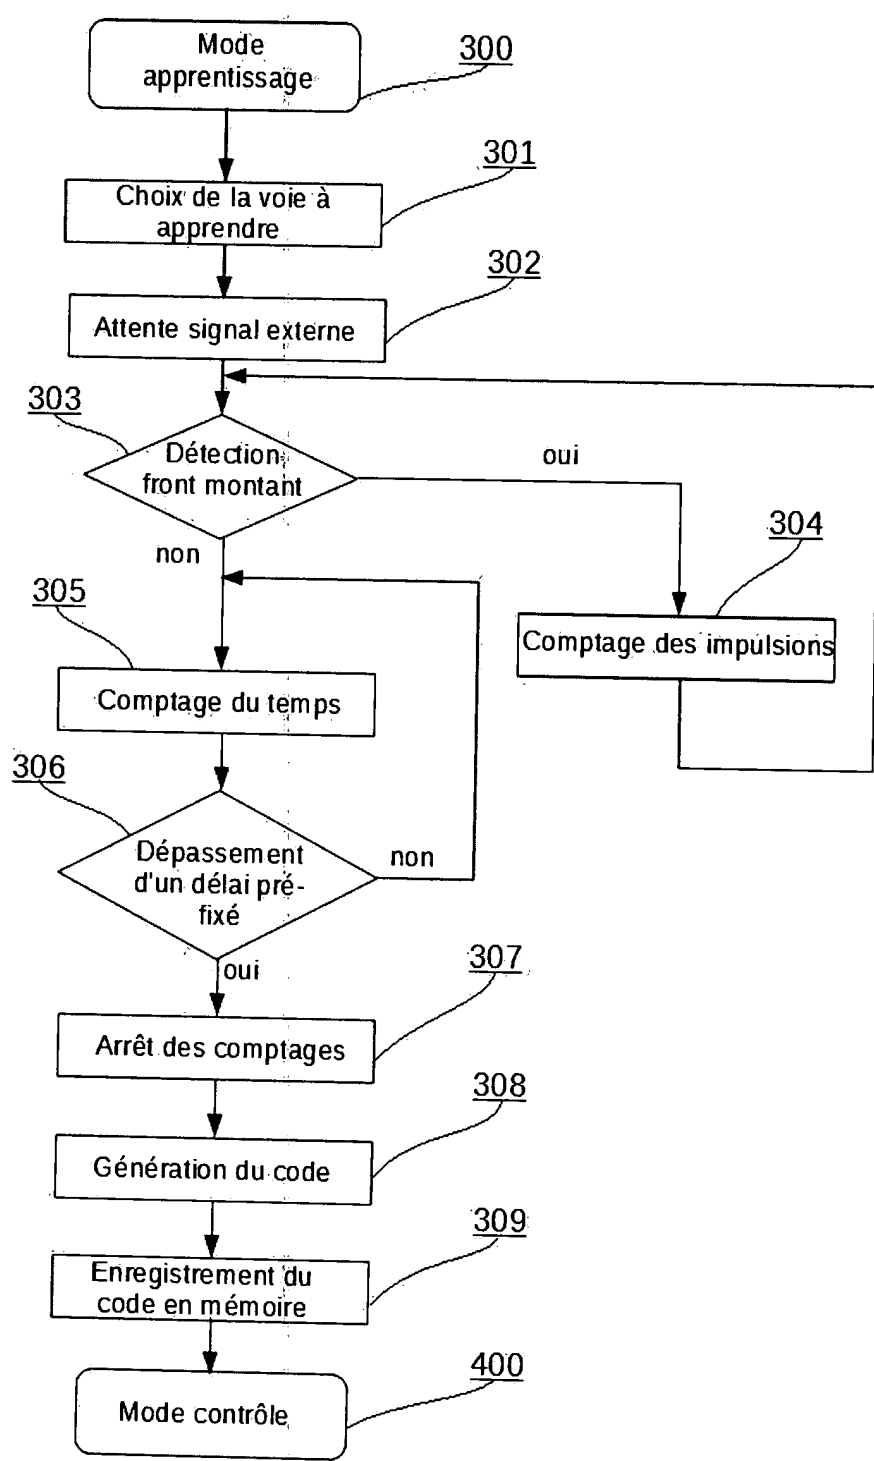 Mode
apprentissage
300
301
Choix de la voie à
apprendre
302
Attente signal externe
303
Détection
front montant
oui
non
304
305
Comptage des impulsions
Comptage du temps
306
Dépassement
d'un délai pré-
fixé
non
oui
307
Arrêt des comptages
308
Génération du code
309
Enregistrement du
code en mémoire
400
Mode contrôle